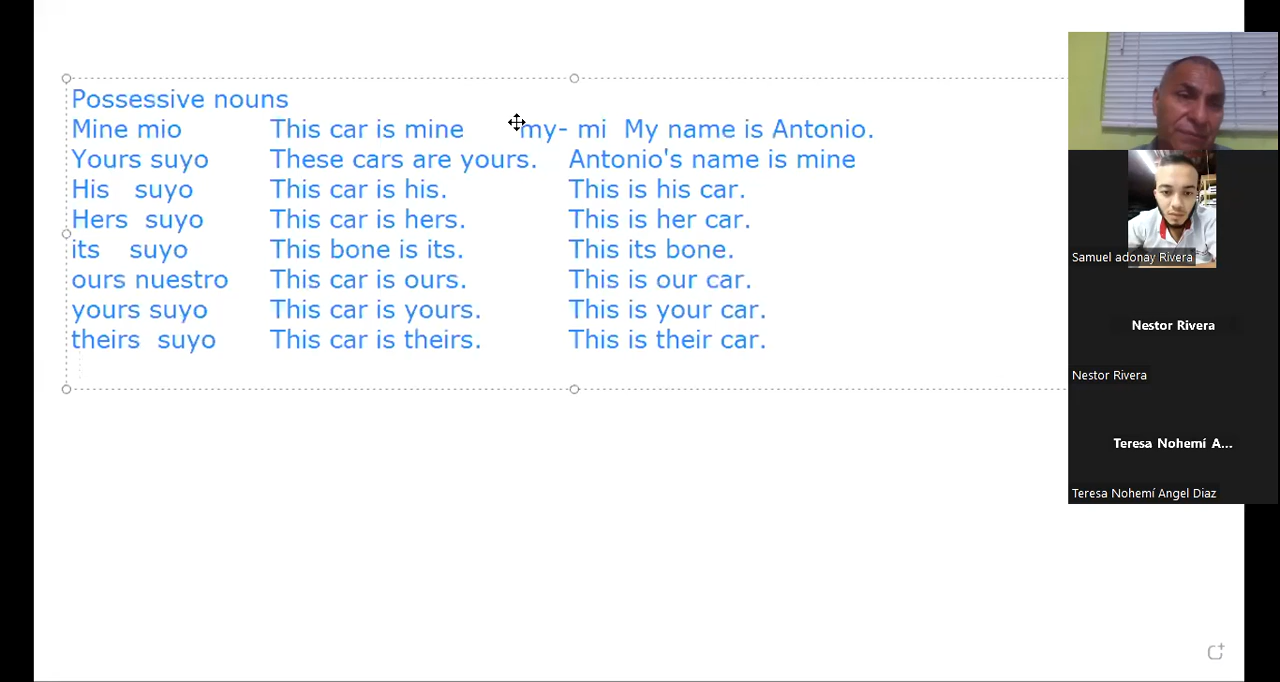 Possessive nouns
Mine mio This car is mine my- mi My name is Antonio.
Yours suyo These cars are yours. Antonio's name is mine
His suyo This car is his. This is his car.
Hers suyo This car is hers. This is her car.
its suyo This bone is its. This its bone.
ours nuestro This car is ours. This is our car.
yours suyo This car is yours. This is your car.
theirs suyo This car is theirs. This is their car.
Samuel adonay Rivera
Nestor Rivera
Nestor Rivera
Teresa Nohemí A...
Teresa Nohemí Angel Diaz